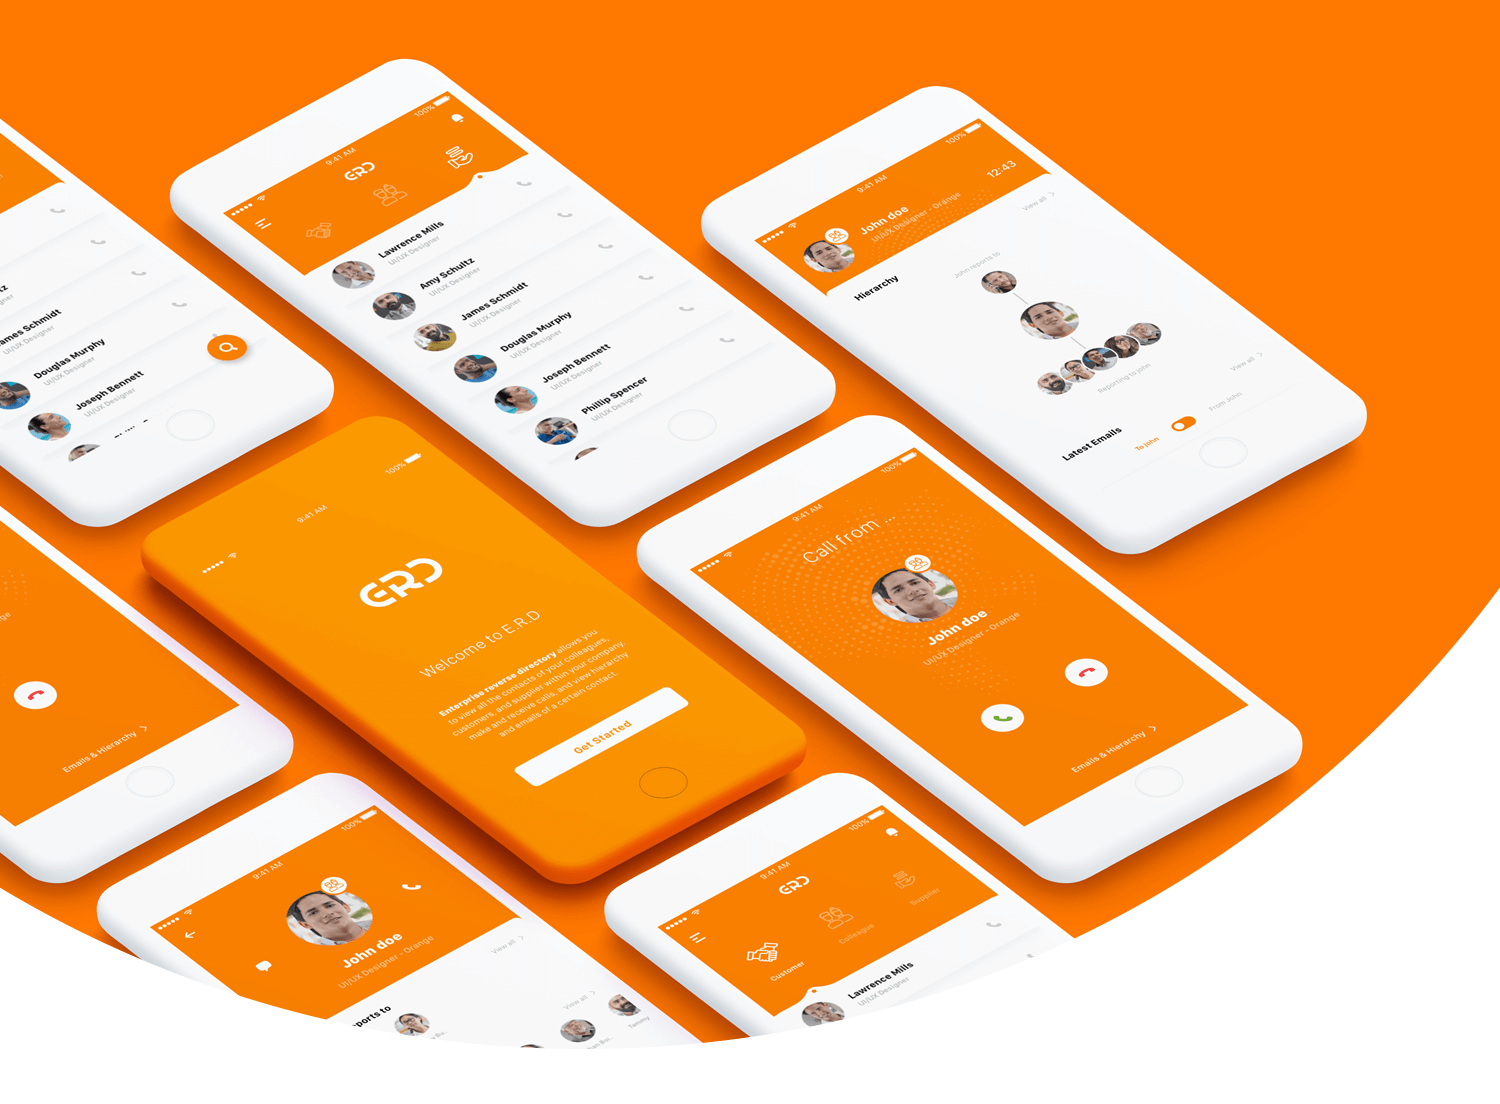 ultz
ames Schmidt
UI/UX Designer
Douglas Murphy
UI/UX Designer
Joseph Bennett
UI/UX Designer
9:41 AM
100%
ERD
Lawrence Mills
UI/UX Designer
Amy Schultz
UI/UX Designer
James Schmidt
UI/UX Designer
Douglas Murphy
UI/UX Designer
Joseph Bennett
UI/UX Designer
Phillip Spencer
UI/UX Designer
9:41 AM
100%
12:43
John doe
UI/UX Designer - Orange
View all
Hierarchy
John reports to
Reporting to john
View all
Latest Emails
To john
From John
Emails & Hierarchy
9:41 AM
100%
ERD
Welcome to E.R.D
Enterprise reverse directory allows you
to view all the contacts of your colleagues,
customers, and supplier within your company,
make and receive calls, and view hierarchy
and emails of a certain contact.
Get Started
9:41 AM
100%
Call from ...
John doe
UI/UX Designer - Orange
Emails & Hierarchy
9:41 AM
100%
John doe
UI/UX Designer - Orange
View all
ports to
View all
Tammy
9:41 AM
100%
ERD
Customer
Colleague
Supplier
Lawrence Mills
UI/UX Designer